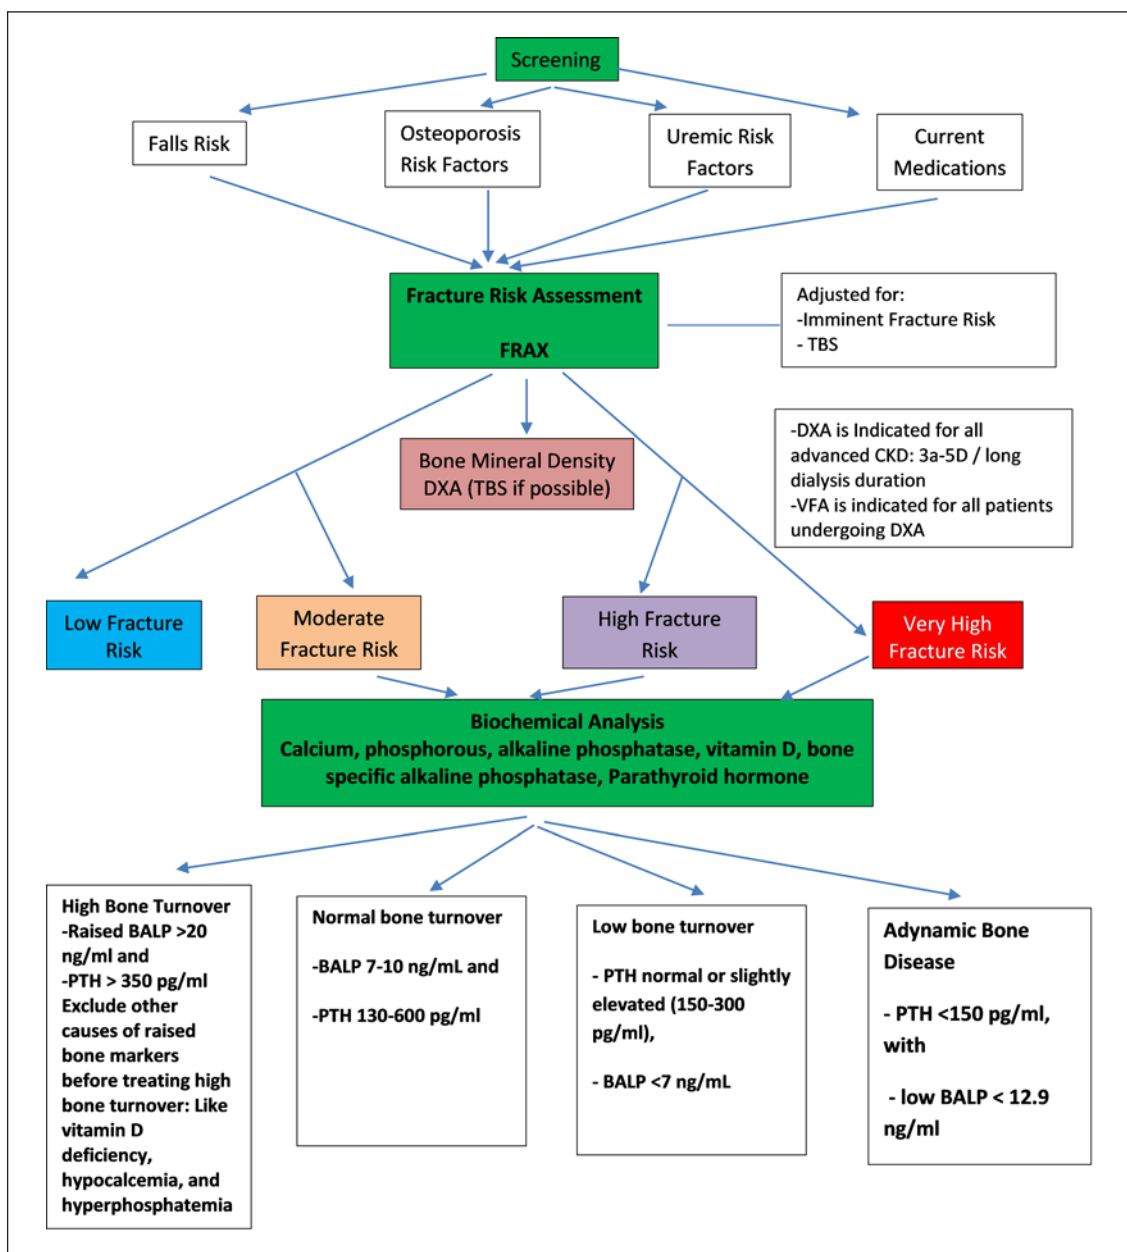 Screening
Falls Risk
Osteoporosis
Risk Factors
Uremic Risk
Factors
Current
Medications
Fracture Risk Assessment
FRAX
Adjusted for:
-Imminent Fracture Risk
- TBS
Bone Mineral Density
DXA (TBS if possible)
-DXA is Indicated for all
advanced CKD: 3a-5D / long
dialysis duration
-VFA is indicated for all patients
undergoing DXA
Low Fracture
Risk
Moderate
Fracture Risk
High Fracture
Risk
Very High
Fracture Risk
Biochemical Analysis
Calcium, phosphorous, alkaline phosphatase, vitamin D, bone
specific alkaline phosphatase, Parathyroid hormone
High Bone Turnover
-Raised BALP >20
ng/ml and
-PTH > 350 pg/ml
Exclude other
causes of raised
bone markers
before treating high
bone turnover: Like
vitamin D
deficiency,
hypocalcemia, and
hyperphosphatemia
Normal bone turnover
-BALP 7-10 ng/mL and
-PTH 130-600 pg/ml
Low bone turnover
- PTH normal or slightly
elevated (150-300
pg/ml),
- BALP <7 ng/mL
Adynamic Bone
Disease
- PTH <150 pg/ml,
with
- low BALP < 12.9
ng/ml